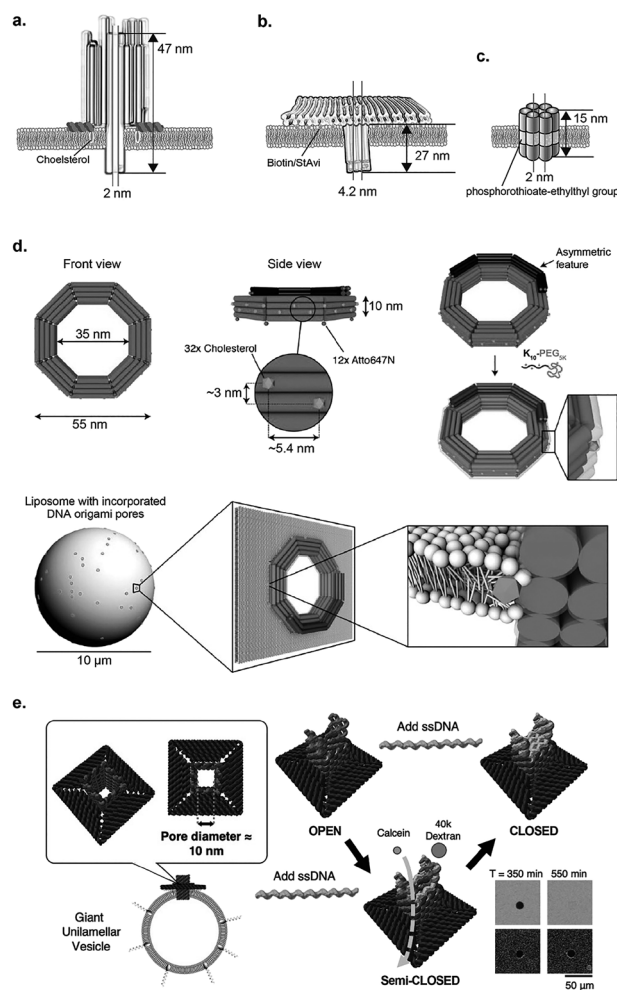 a.
47 nm
Choelsterol
2 nm
b.
Biotin/StAvi
27 nm
4.2 nm
c.
15 nm
2 nm
phosphorothioate-ethylthyl group
d.
Front view
35 nm
55 nm
Side view
10 nm
32x Cholesterol
12x Atto647N
~3 nm
~5.4 nm
Asymmetric
feature
K10-PEG5K
Liposome with incorporated
DNA origami pores
10 µm
e.
Pore diameter ≈
10 nm
Giant
Unilamellar
Vesicle
Add ssDNA
OPEN
CLOSED
Add ssDNA
Calcein
40k
Dextran
Semi-CLOSED
T = 350 min
550 min
50 µm